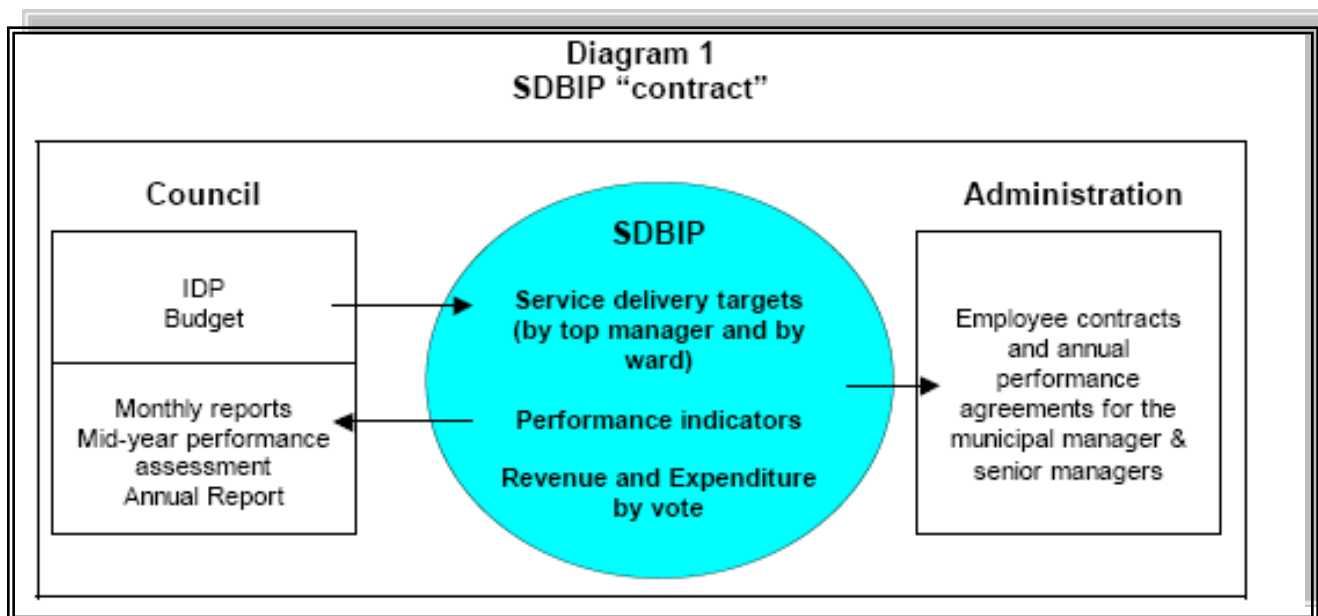 Diagram 1
SDBIP “contract”
Council
IDP
Budget
Monthly reports
Mid-year performance
assessment
Annual Report
SDBIP
Service delivery targets
(by top manager and by
ward)
Performance indicators
Revenue and Expenditure
by vote
Administration
Employee contracts
and annual
performance
agreements for the
municipal manager &
senior managers